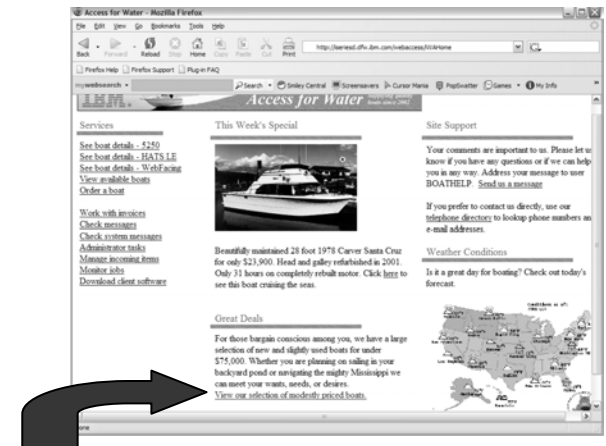 Access for Water - Mozilla Firefox
File Edit View Go Bookmarks Tools Help
Back Forward Reload Stop Home Copy Paste Cut Print
http://iseriesd.dfw.ibm.com/webaccess/iWAHome
Firefox Help Firefox Support Plug-in FAQ
mywebsearch Search Smiley Central Screensavers Cursor Mania PopSwatter Games My Info
IBM. Access for Water
boats since 2002
Services
See boat details - 5250
See boat details - HATS LE
See boat details - WebFacing
View available boats
Order a boat
Work with invoices
Check messages
Check system messages
Administrator tasks
Manage incoming items
Monitor jobs
Download client software
This Week's Special
Beautifully maintained 28 foot 1978 Carver Santa Cruz
for only $23,900. Head and galley refurbished in 2001.
Only 31 hours on completely rebuilt motor. Click here to
see this boat cruising the seas.
Great Deals
For those bargain conscious among you, we have a large
selection of new and slightly used boats for under
$75,000. Whether you are planning on sailing in your
backyard pond or navigating the mighty Mississippi we
can meet your wants, needs, or desires.
View our selection of modestly priced boats.
Site Support
Your comments are important to us. Please let us
know if you have any questions or if we can help
you in any way. Address your message to user
BOATHELP. Send us a message
If you prefer to contact us directly, use our
telephone directory to lookup phone numbers an
e-mail addresses.
Weather Conditions
Is it a great day for boating? Check out today's
forecast.
Conditions as of: